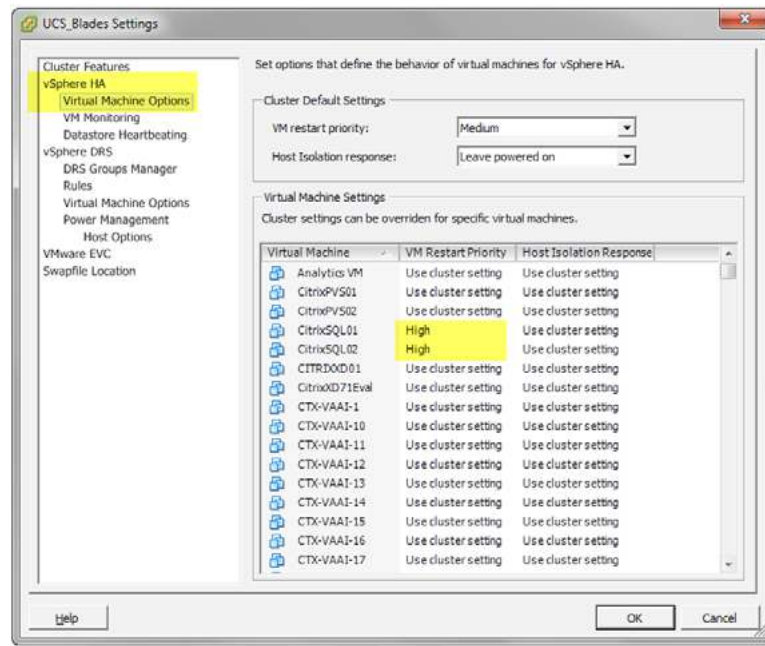 UCS_Blades Settings
Cluster Features
vSphere HA
Virtual Machine Options
VM Monitoring
Datastore Heartbeating
vSphere DRS
DRS Groups Manager
Rules
Virtual Machine Options
Power Management
Host Options
VMware EVC
Swapfile Location
Set options that define the behavior of virtual machines for vSphere HA.
Cluster Default Settings
VM restart priority: Medium
Host Isolation response: Leave powered on
Virtual Machine Settings
Cluster settings can be overriden for specific virtual machines.
Virtual Machine VM Restart Priority Host Isolation Response
Analytics VM Use cluster setting Use cluster setting
CitrixPVS01 Use cluster setting Use cluster setting
CitrixPVS02 Use cluster setting Use cluster setting
CitrixSQL01 High Use cluster setting
CitrixSQL02 High Use cluster setting
CITRIXXD01 Use cluster setting Use cluster setting
CitrixXD71Eval Use cluster setting Use cluster setting
CTX-VAAI-1 Use cluster setting Use cluster setting
CTX-VAAI-10 Use cluster setting Use cluster setting
CTX-VAAI-11 Use cluster setting Use cluster setting
CTX-VAAI-12 Use cluster setting Use cluster setting
CTX-VAAI-13 Use cluster setting Use cluster setting
CTX-VAAI-14 Use cluster setting Use cluster setting
CTX-VAAI-15 Use cluster setting Use cluster setting
CTX-VAAI-16 Use cluster setting Use cluster setting
CTX-VAAI-17 Use cluster setting Use cluster setting
Help OK Cancel